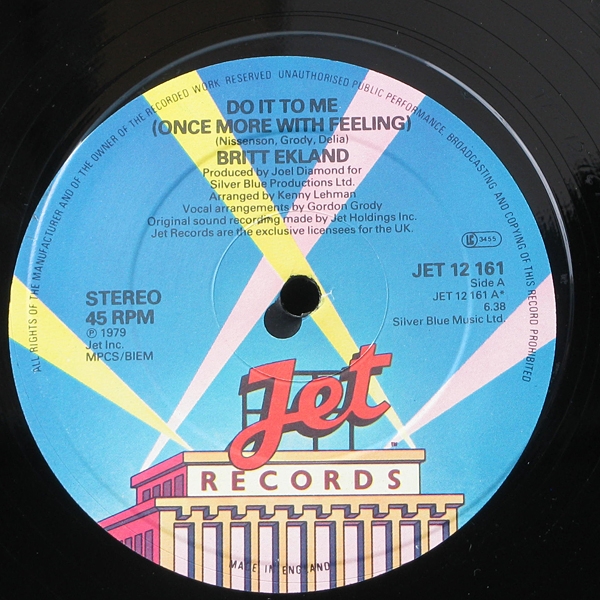 ALL RIGHTS OF THE MANUFACTURER AND OF THE OWNER OF THE RECORDED WORK RESERVED UNAUTHORISED PUBLIC PERFORMANCE BROADCASTING AND COPYING OF THIS RECORD PROHIBITED
DO IT TO ME
(ONCE MORE WITH FEELING)
(Nissenson, Grody, Delia)
BRITT EKLAND
Produced by Joel Diamond for
Silver Blue Productions Ltd.
Arranged by Kenny Lehman
Vocal arrangements by Gordon Grody
Original sound recording made by Jet Holdings Inc.
Jet Records are the exclusive licensees for the UK.
LC 3455
STEREO
45 RPM
℗ 1979
Jet Inc.
MPCS/BIEM
JET 12 161
Side A
JET 12 161 A*
6.38
Silver Blue Music Ltd.
Jet
™
RECORDS
MADE IN ENGLAND